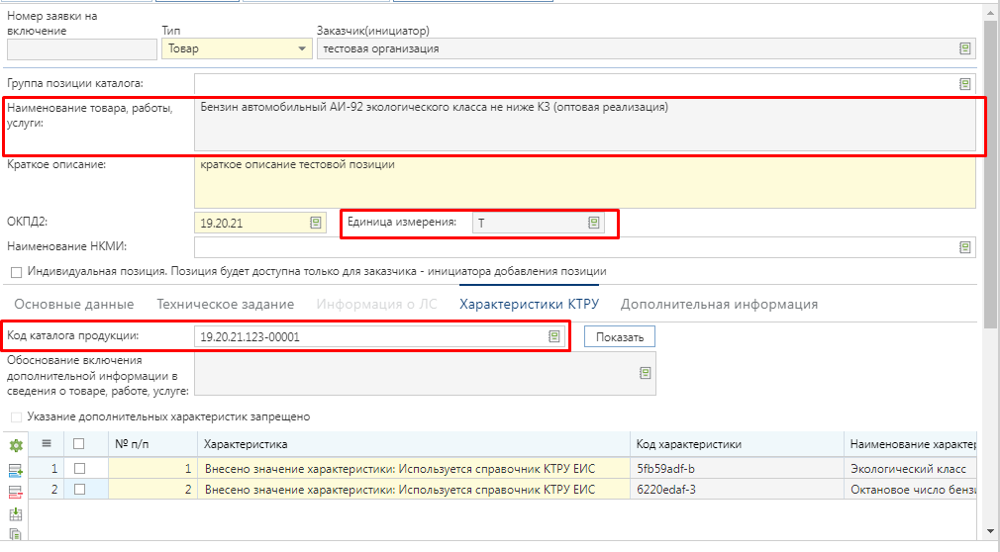 Номер заявки на
включение
Тип
Заказчик(инициатор)
Товар
тестовая организация
Группа позиции каталога:
Наименование товара, работы,
услуги:
Бензин автомобильный АИ-92 экологического класса не ниже К3 (оптовая реализация)
Краткое описание:
краткое описание тестовой позиции
ОКПД2:
19.20.21
Единица измерения:
Т
Наименование НКМИ:
Индивидуальная позиция. Позиция будет доступна только для заказчика - инициатора добавления позиции
Основные данные
Техническое задание
Информация о ЛС
Характеристики КТРУ
Дополнительная информация
Код каталога продукции:
19.20.21.123-00001
Показать
Обоснование включения
дополнительной информации в
сведения о товаре, работе, услуге:
Указание дополнительных характеристик запрещено
№ п/п
Характеристика
Код характеристики
Наименование характер
1
1
Внесено значение характеристики: Используется справочник КТРУ ЕИС
5fb59adf-b
Экологический класс
2
2
Внесено значение характеристики: Используется справочник КТРУ ЕИС
6220edaf-3
Октановое число бензи